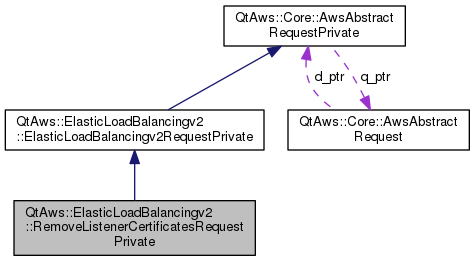 QtAws::Core::AwsAbstract
RequestPrivate
d_ptr
q_ptr
QtAws::ElasticLoadBalancingv2
::ElasticLoadBalancingv2RequestPrivate
QtAws::Core::AwsAbstract
Request
QtAws::ElasticLoadBalancingv2
::RemoveListenerCertificatesRequest
Private